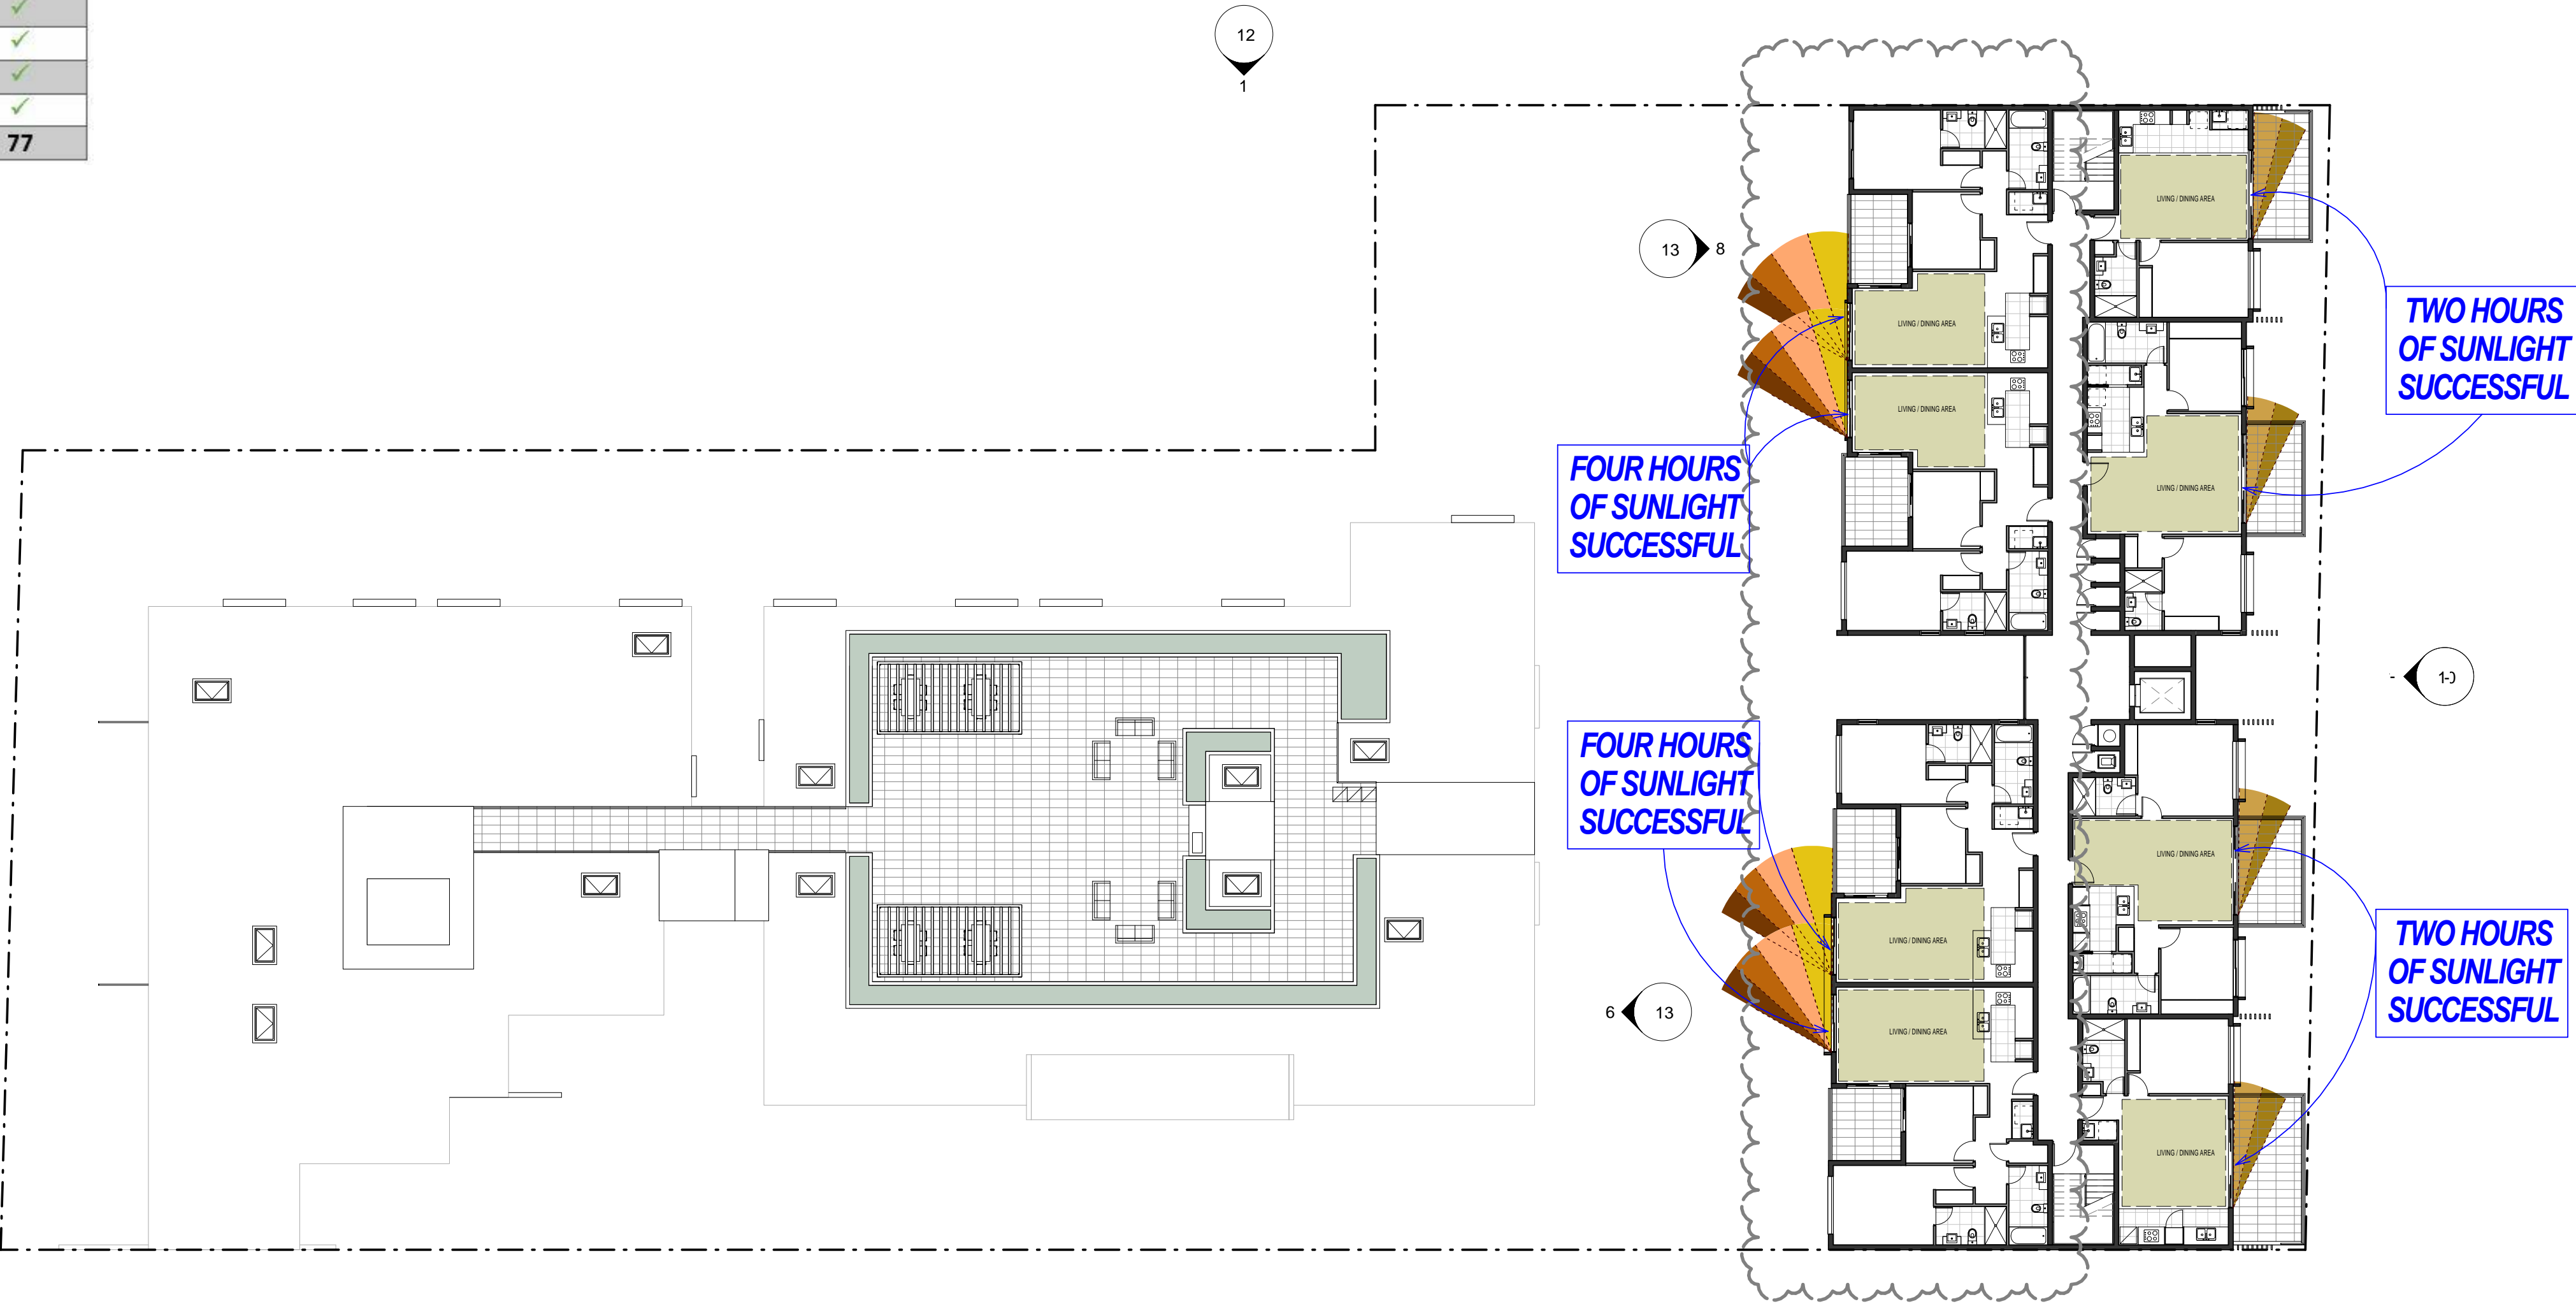 ✓
✓
✓
✓
77
12
1
13
8
LIVING / DINING AREA
TWO HOURS
OF SUNLIGHT
SUCCESSFUL
LIVING / DINING AREA
LIVING / DINING AREA
FOUR HOURS
OF SUNLIGHT
SUCCESSFUL
LIVING / DINING AREA
-
FOUR HOURS
OF SUNLIGHT
SUCCESSFUL
LIVING / DINING AREA
LIVING / DINING AREA
TWO HOURS
OF SUNLIGHT
SUCCESSFUL
6
13
LIVING / DINING AREA
LIVING / DINING AREA